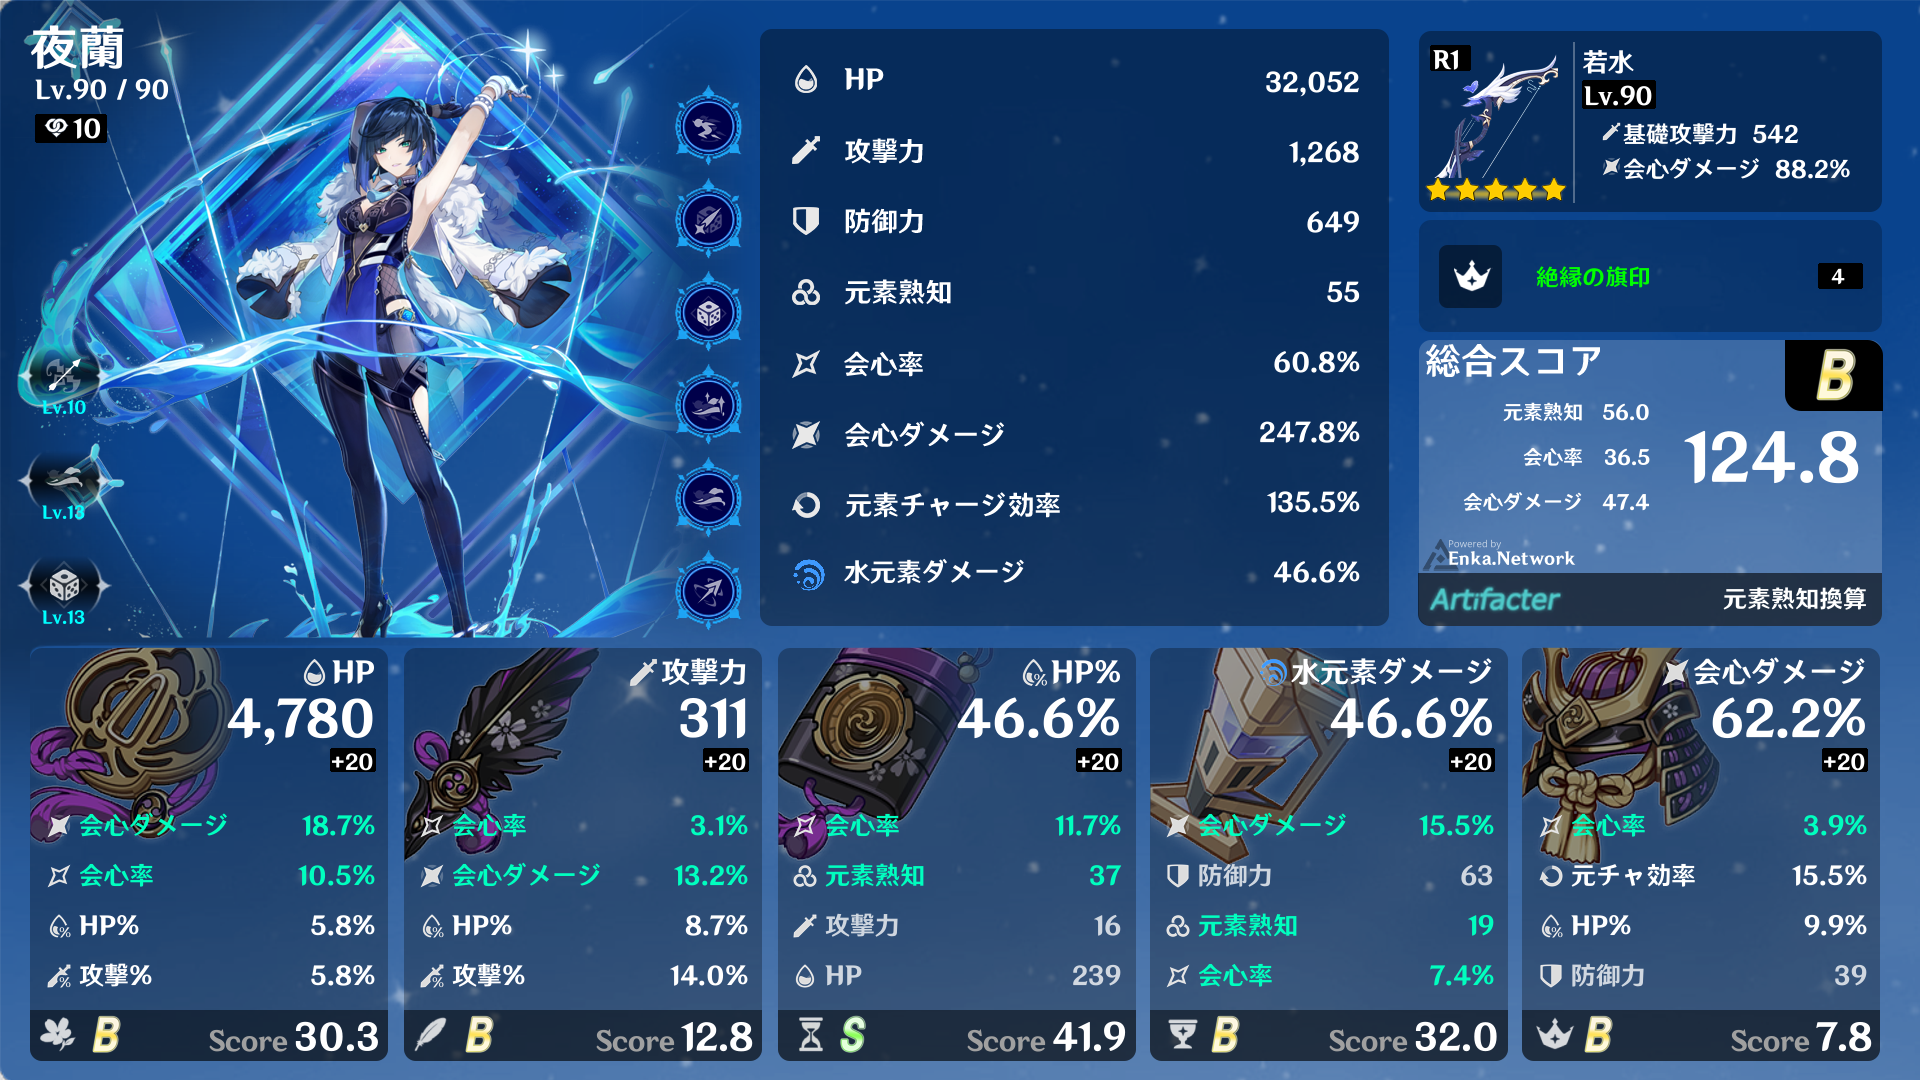 夜蘭
Lv.90 / 90
10
Lv.10
Lv.13
Lv.13
HP 32,052
攻撃力 1,268
防御力 649
元素熟知 55
会心率 60.8%
会心ダメージ 247.8%
元素チャージ効率 135.5%
水元素ダメージ 46.6%
R1
若水
Lv.90
基礎攻撃力 542
会心ダメージ 88.2%
絶縁の旗印 4
総合スコア B
元素熟知 56.0
会心率 36.5
会心ダメージ 47.4
124.8
Powered by
Enka.Network
Artifacter 元素熟知換算
HP
4,780
+20
会心ダメージ 18.7%
会心率 10.5%
HP% 5.8%
攻撃% 5.8%
B Score 30.3
攻撃力
311
+20
会心率 3.1%
会心ダメージ 13.2%
HP% 8.7%
攻撃% 14.0%
B Score 12.8
HP%
46.6%
+20
会心率 11.7%
元素熟知 37
攻撃力 16
HP 239
S Score 41.9
水元素ダメージ
46.6%
+20
会心ダメージ 15.5%
防御力 63
元素熟知 19
会心率 7.4%
B Score 32.0
会心ダメージ
62.2%
+20
会心率 3.9%
元チャ効率 15.5%
HP% 9.9%
防御力 39
B Score 7.8